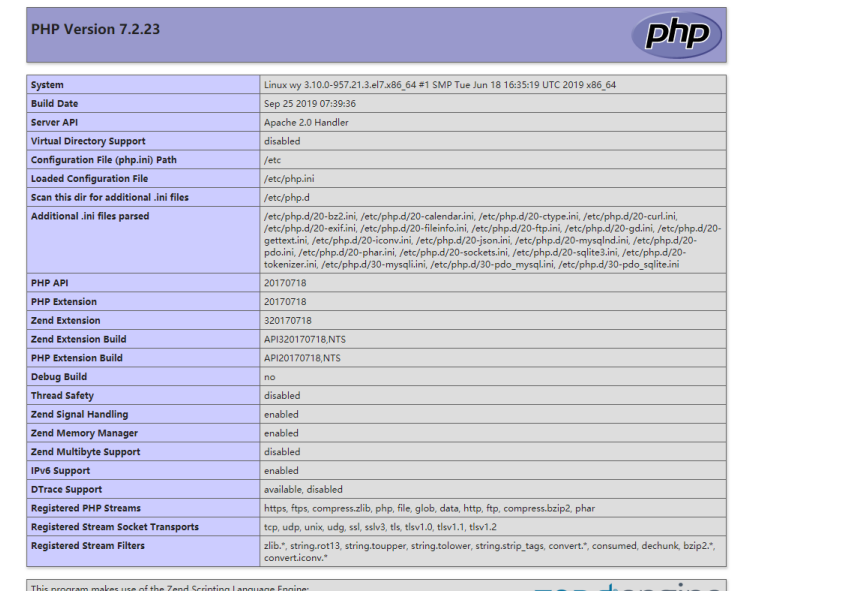 PHP Version 7.2.23
php
System Linux wy 3.10.0-957.21.3.el7.x86_64 #1 SMP Tue Jun 18 16:35:19 UTC 2019 x86_64
Build Date Sep 25 2019 07:39:36
Server API Apache 2.0 Handler
Virtual Directory Support disabled
Configuration File (php.ini) Path /etc
Loaded Configuration File /etc/php.ini
Scan this dir for additional .ini files /etc/php.d
Additional .ini files parsed /etc/php.d/20-bz2.ini, /etc/php.d/20-calendar.ini, /etc/php.d/20-ctype.ini, /etc/php.d/20-curl.ini,
/etc/php.d/20-exif.ini, /etc/php.d/20-fileinfo.ini, /etc/php.d/20-ftp.ini, /etc/php.d/20-gd.ini, /etc/php.d/20-
gettext.ini, /etc/php.d/20-iconv.ini, /etc/php.d/20-json.ini, /etc/php.d/20-mysqlnd.ini, /etc/php.d/20-
pdo.ini, /etc/php.d/20-phar.ini, /etc/php.d/20-sockets.ini, /etc/php.d/20-sqlite3.ini, /etc/php.d/20-
tokenizer.ini, /etc/php.d/30-mysqli.ini, /etc/php.d/30-pdo_mysql.ini, /etc/php.d/30-pdo_sqlite.ini
PHP API 20170718
PHP Extension 20170718
Zend Extension 320170718
Zend Extension Build API320170718,NTS
PHP Extension Build API20170718,NTS
Debug Build no
Thread Safety disabled
Zend Signal Handling enabled
Zend Memory Manager enabled
Zend Multibyte Support disabled
IPv6 Support enabled
DTrace Support available, disabled
Registered PHP Streams https, ftps, compress.zlib, php, file, glob, data, http, ftp, compress.bzip2, phar
Registered Stream Socket Transports tcp, udp, unix, udg, ssl, sslv3, tls, tlsv1.0, tlsv1.1, tlsv1.2
Registered Stream Filters zlib.*, string.rot13, string.toupper, string.tolower, string.strip_tags, convert.*, consumed, dechunk, bzip2.*,
convert.iconv.*
This program makes use of the Zend Scripting Language Engine: